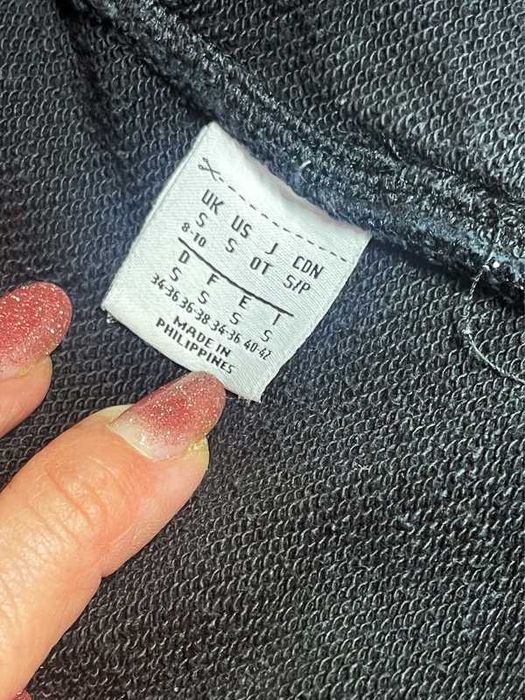 UK US J CDN
S S OT S/P
8-10
D F E I
S S S S
34-36 36-38 34-36 40-42
MADE IN
PHILIPPINES